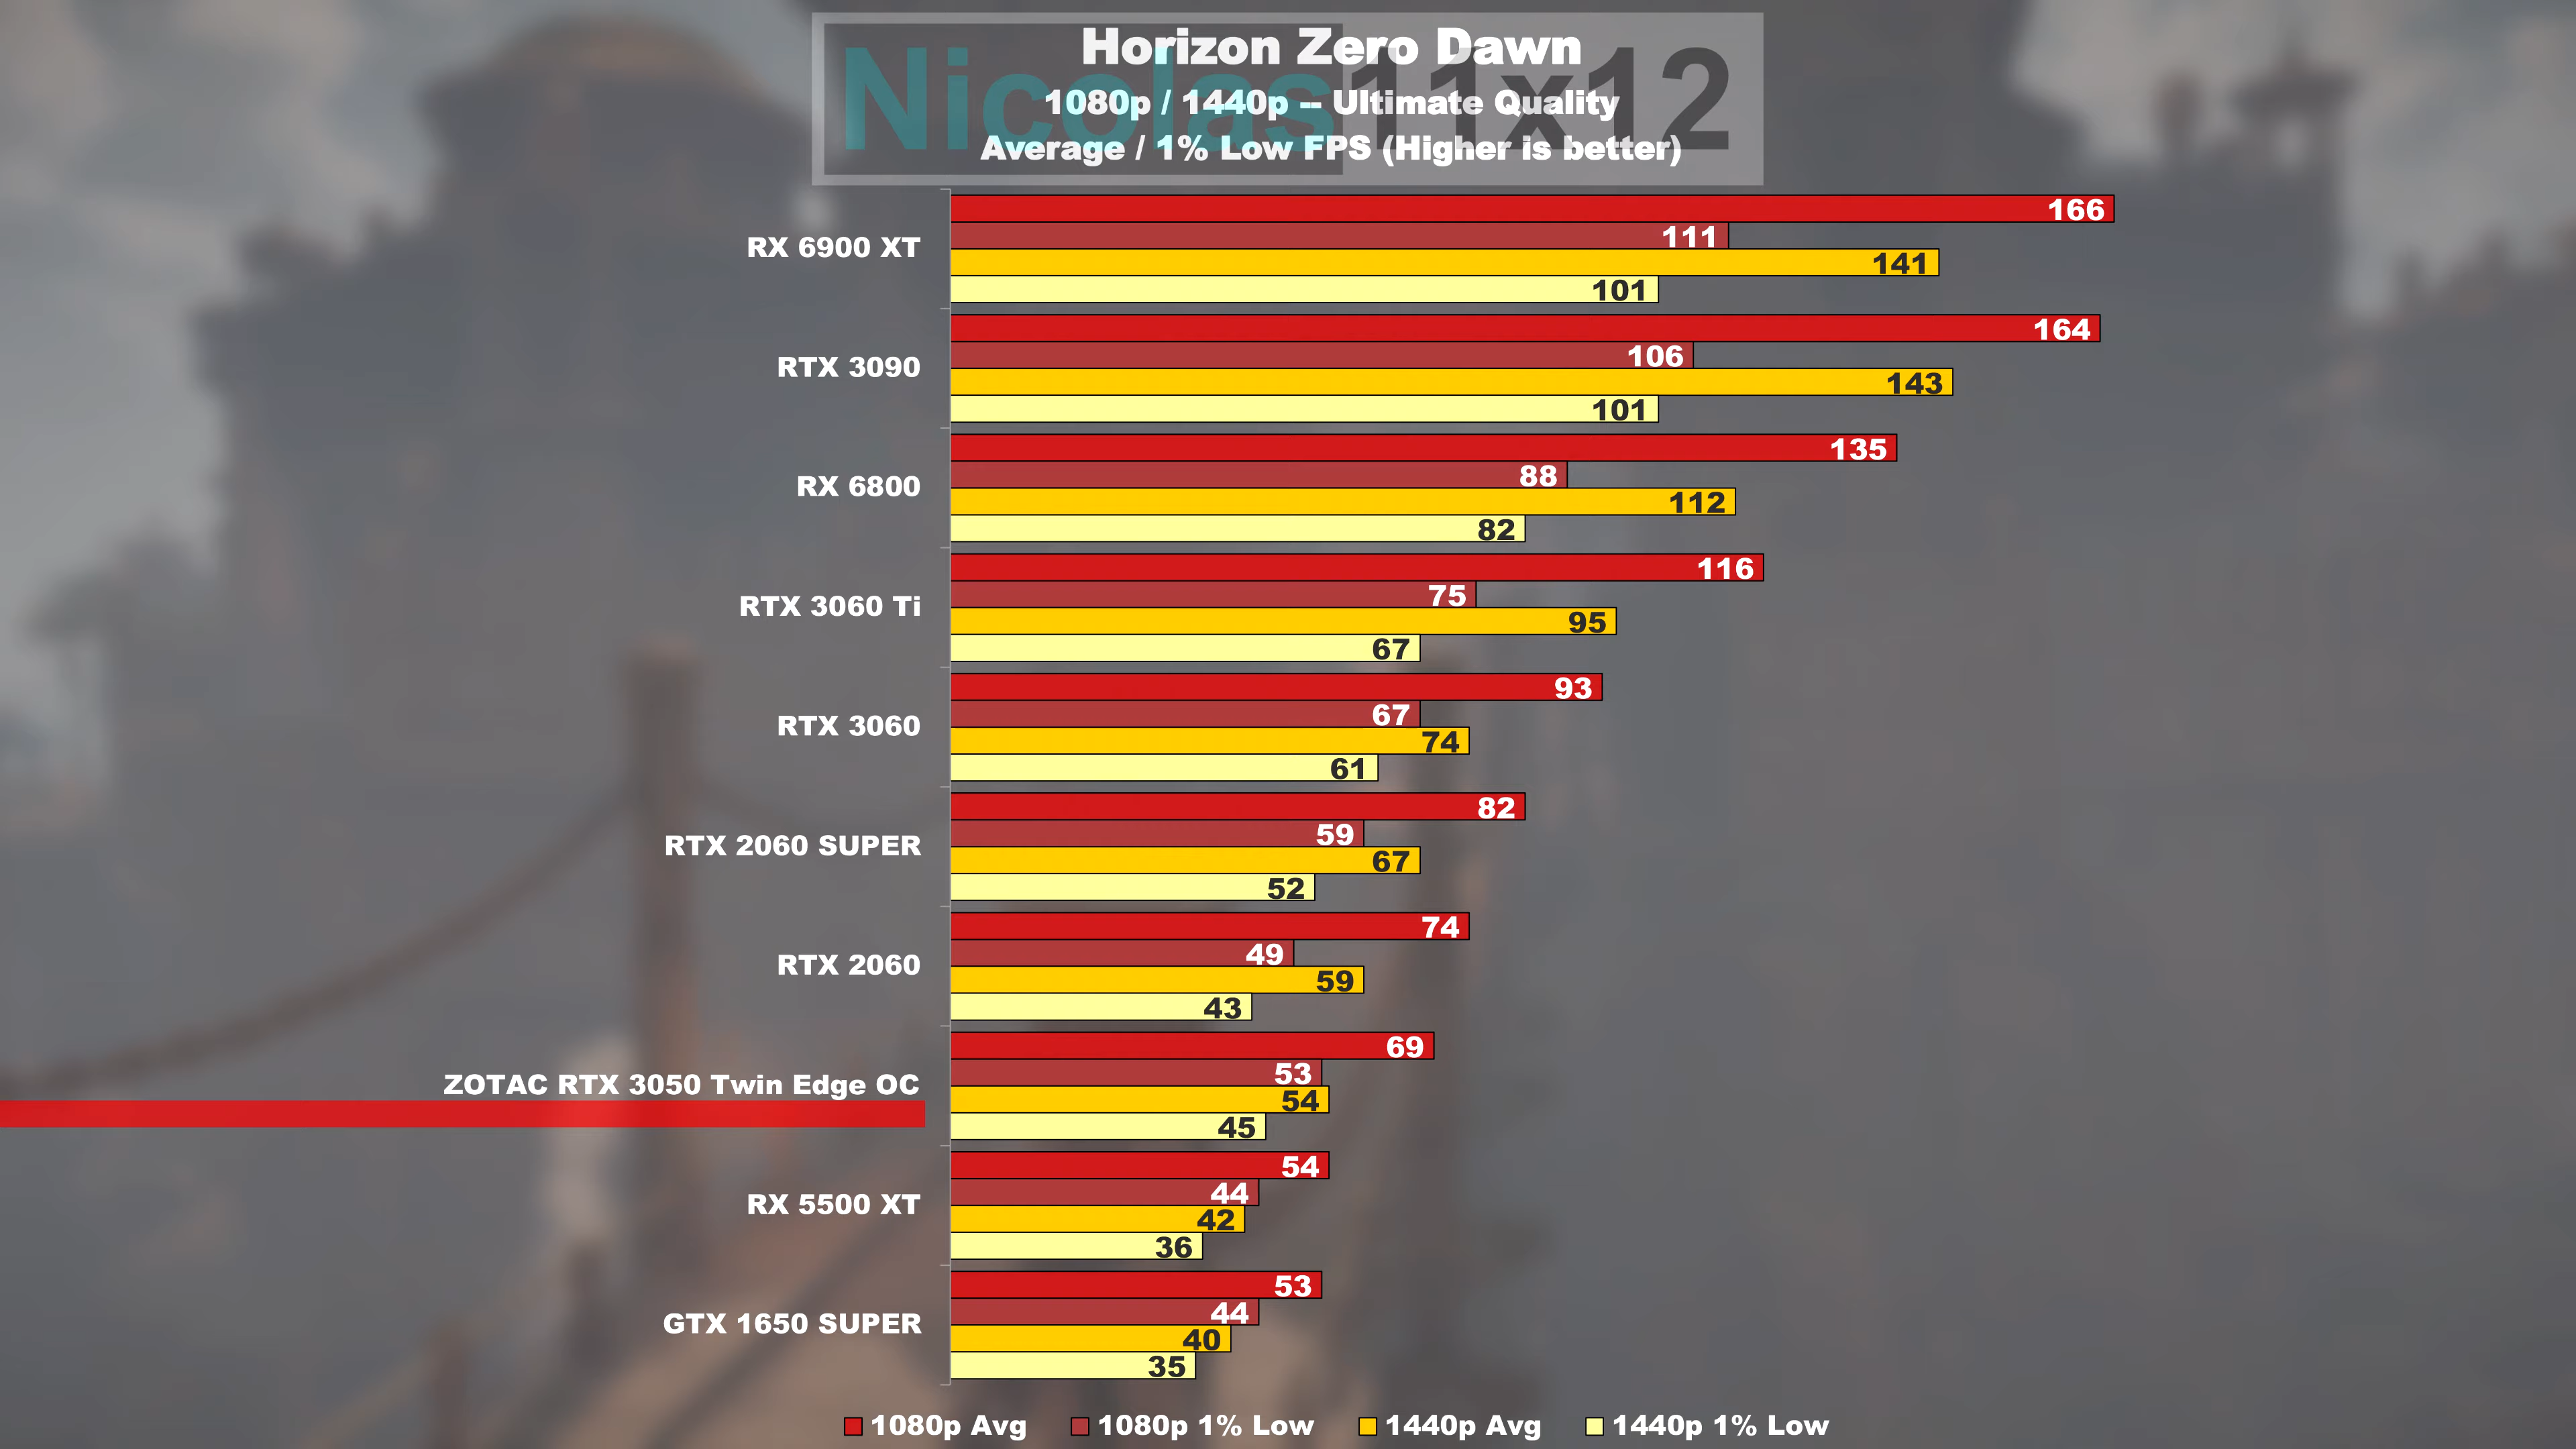 Nicolas11x12
Horizon Zero Dawn
1080p / 1440p -- Ultimate Quality
Average / 1% Low FPS (Higher is better)
RX 6900 XT
166
111
141
101
RTX 3090
164
106
143
101
RX 6800
135
88
112
82
RTX 3060 Ti
116
75
95
67
RTX 3060
93
67
74
61
RTX 2060 SUPER
82
59
67
52
RTX 2060
74
49
59
43
ZOTAC RTX 3050 Twin Edge OC
69
53
54
45
RX 5500 XT
54
44
42
36
GTX 1650 SUPER
53
44
40
35
1080p Avg 1080p 1% Low 1440p Avg 1440p 1% Low